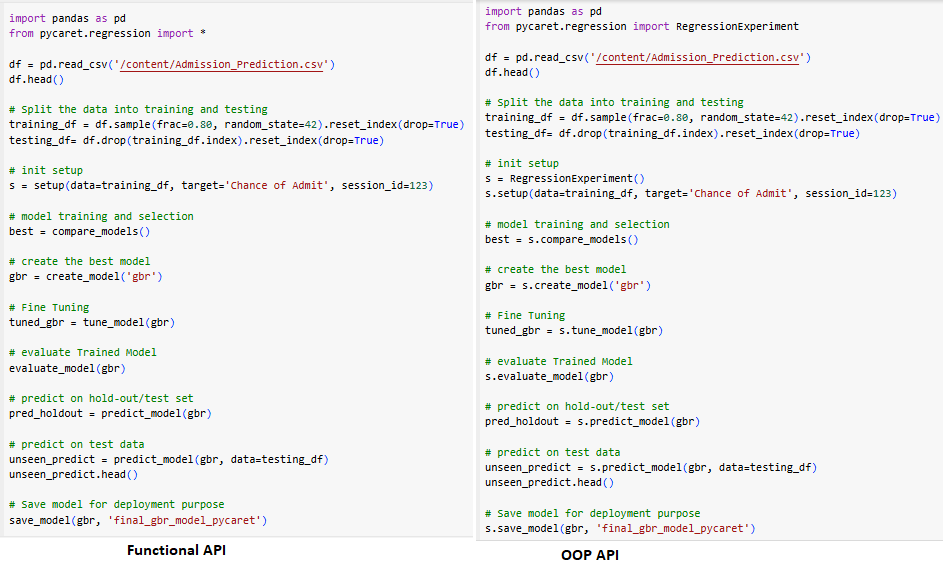 import pandas as pd
from pycaret.regression import *
df = pd.read_csv('/content/Admission_Prediction.csv')
df.head()
# Split the data into training and testing
training_df = df.sample(frac=0.80, random_state=42).reset_index(drop=True)
testing_df= df.drop(training_df.index).reset_index(drop=True)
# init setup
s = setup(data=training_df, target='Chance of Admit', session_id=123)
# model training and selection
best = compare_models()
# create the best model
gbr = create_model('gbr')
# Fine Tuning
tuned_gbr = tune_model(gbr)
# evaluate Trained Model
evaluate_model(gbr)
# predict on hold-out/test set
pred_holdout = predict_model(gbr)
# predict on test data
unseen_predict = predict_model(gbr, data=testing_df)
unseen_predict.head()
# Save model for deployment purpose
save_model(gbr, 'final_gbr_model_pycaret')
Functional API
import pandas as pd
from pycaret.regression import RegressionExperiment
df = pd.read_csv('/content/Admission_Prediction.csv')
df.head()
# Split the data into training and testing
training_df = df.sample(frac=0.80, random_state=42).reset_index(drop=True)
testing_df= df.drop(training_df.index).reset_index(drop=True)
# init setup
s = RegressionExperiment()
s.setup(data=training_df, target='Chance of Admit', session_id=123)
# model training and selection
best = s.compare_models()
# create the best model
gbr = s.create_model('gbr')
# Fine Tuning
tuned_gbr = s.tune_model(gbr)
# evaluate Trained Model
s.evaluate_model(gbr)
# predict on hold-out/test set
pred_holdout = s.predict_model(gbr)
# predict on test data
unseen_predict = s.predict_model(gbr, data=testing_df)
unseen_predict.head()
# Save model for deployment purpose
s.save_model(gbr, 'final_gbr_model_pycaret')
OOP API